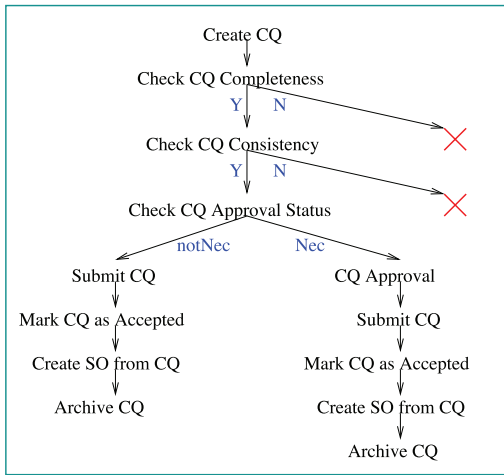 Create CQ
Check CQ Completeness
Y N
Check CQ Consistency
Y N
Check CQ Approval Status
notNec Nec
Submit CQ CQ Approval
Mark CQ as Accepted Submit CQ
Create SO from CQ Mark CQ as Accepted
Archive CQ Create SO from CQ
Archive CQ